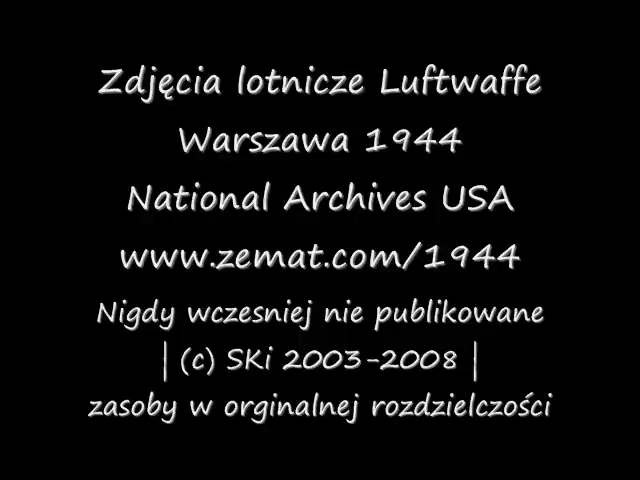 Zdjęcia lotnicze Luftwaffe
Warszawa 1944
National Archives USA
www.zemat.com/1944
Nigdy wczesniej nie publikowane
| (c) SKi 2003-2008 |
zasoby w orginalnej rozdzielczości